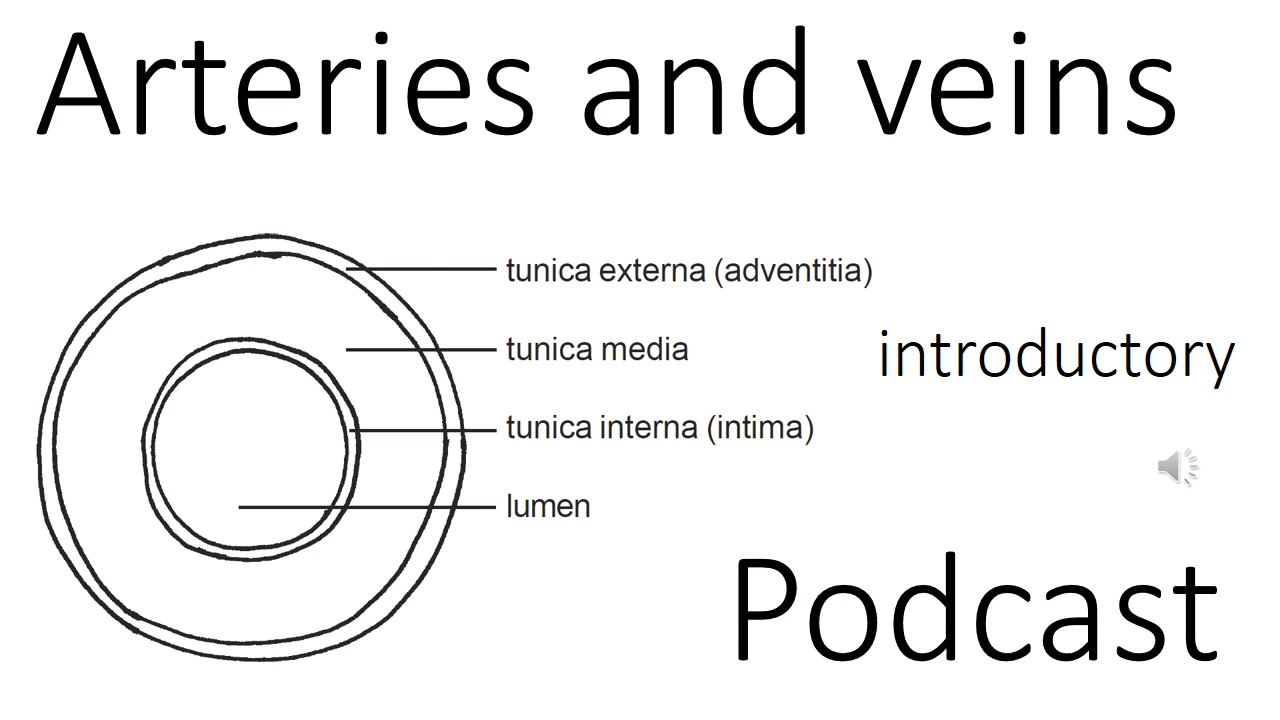 Arteries and veins
tunica externa (adventitia)
tunica media
introductory
tunica interna (intima)
lumen
Podcast